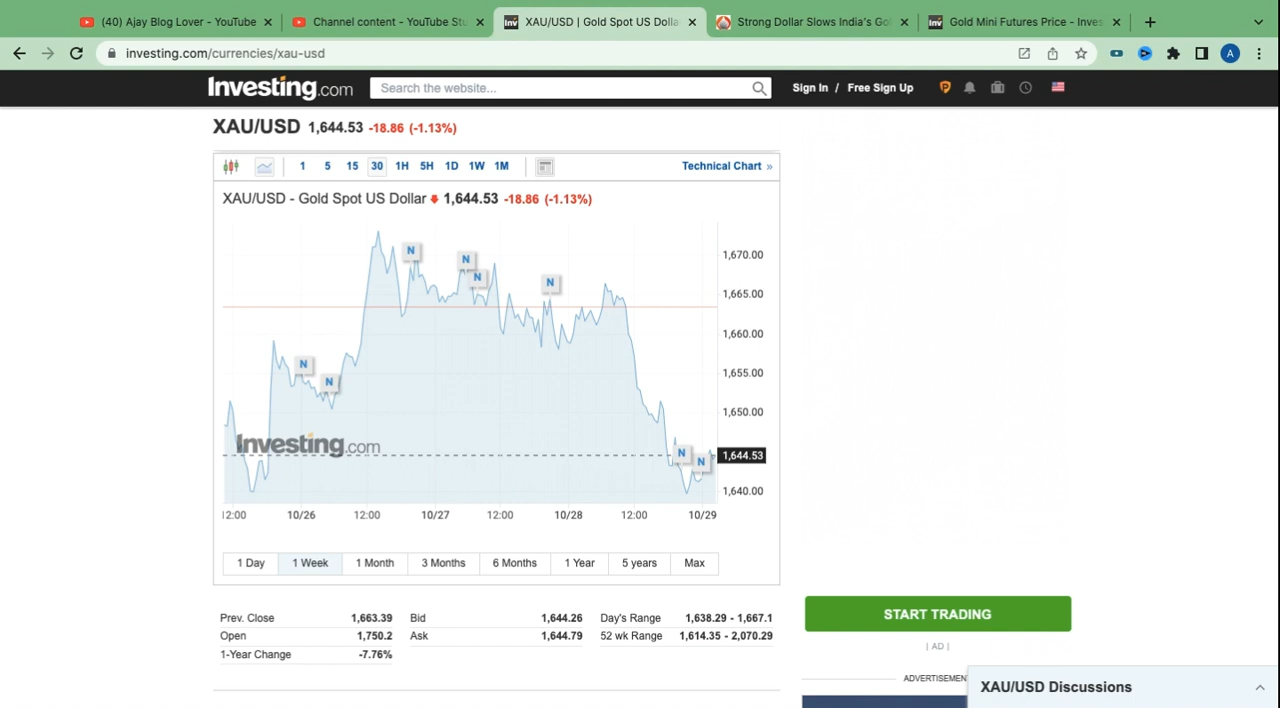 (40) Ajay Blog Lover - YouTube
Channel content - YouTube Stu
XAU/USD | Gold Spot US Dolla
Strong Dollar Slows India's Go
Gold Mini Futures Price - Inves
investing.com/currencies/xau-usd
A
Investing.com
Search the website...
Sign In / Free Sign Up
XAU/USD 1,644.53 -18.86 (-1.13%)
1 5 15 30 1H 5H 1D 1W 1M
Technical Chart »
XAU/USD - Gold Spot US Dollar 1,644.53 -18.86 (-1.13%)
N
N
N
N
N
N
N
N
Investing.com
1,670.00
1,665.00
1,660.00
1,655.00
1,650.00
1,644.53
1,640.00
12:00 10/26 12:00 10/27 12:00 10/28 12:00 10/29
1 Day 1 Week 1 Month 3 Months 6 Months 1 Year 5 years Max
Prev. Close 1,663.39 Bid 1,644.26 Day's Range 1,638.29 - 1,667.1
Open 1,750.2 Ask 1,644.79 52 wk Range 1,614.35 - 2,070.29
1-Year Change -7.76%
START TRADING
| AD |
ADVERTISEMEN
XAU/USD Discussions